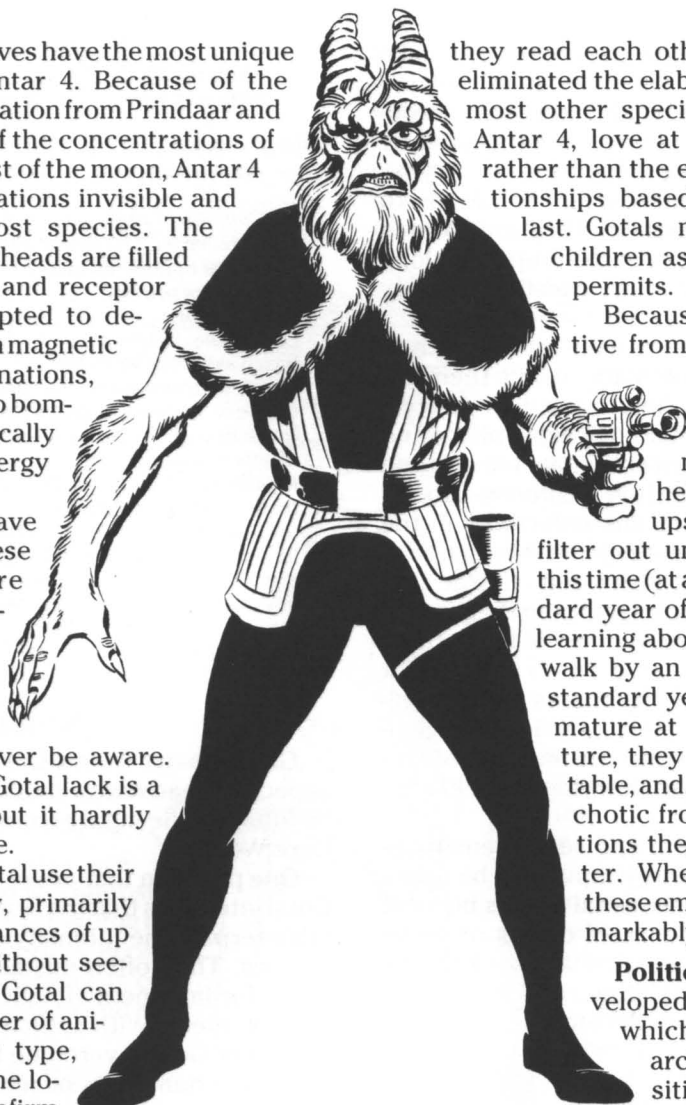 ves have the most unique
ntar 4. Because of the
ation from Prindaar and
f the concentrations of
st of the moon, Antar 4
ations invisible and
ost species. The
heads are filled
and receptor
pted to de-
magnetic
nations,
o bom-
cally
ergy
ave
ese
re
-
ver be aware.
Gotal lack is a
out it hardly
e.
tal use their
, primarily
ances of up
ithout see-
Gotal can
er of ani-
type,
ne lo-
they read each oth
eliminated the elab
most other speci
Antar 4, love at
rather than the e
tionships based
last. Gotals n
children as
permits.
Becaus
tive from
he
ups
filter out un
this time (at a
dard year of
learning abou
walk by an
standard ye
mature at
ture, they
table, and
chotic fro
tions the
ter. Whe
these em
markabl
Politic
veloped
which
arc
siti